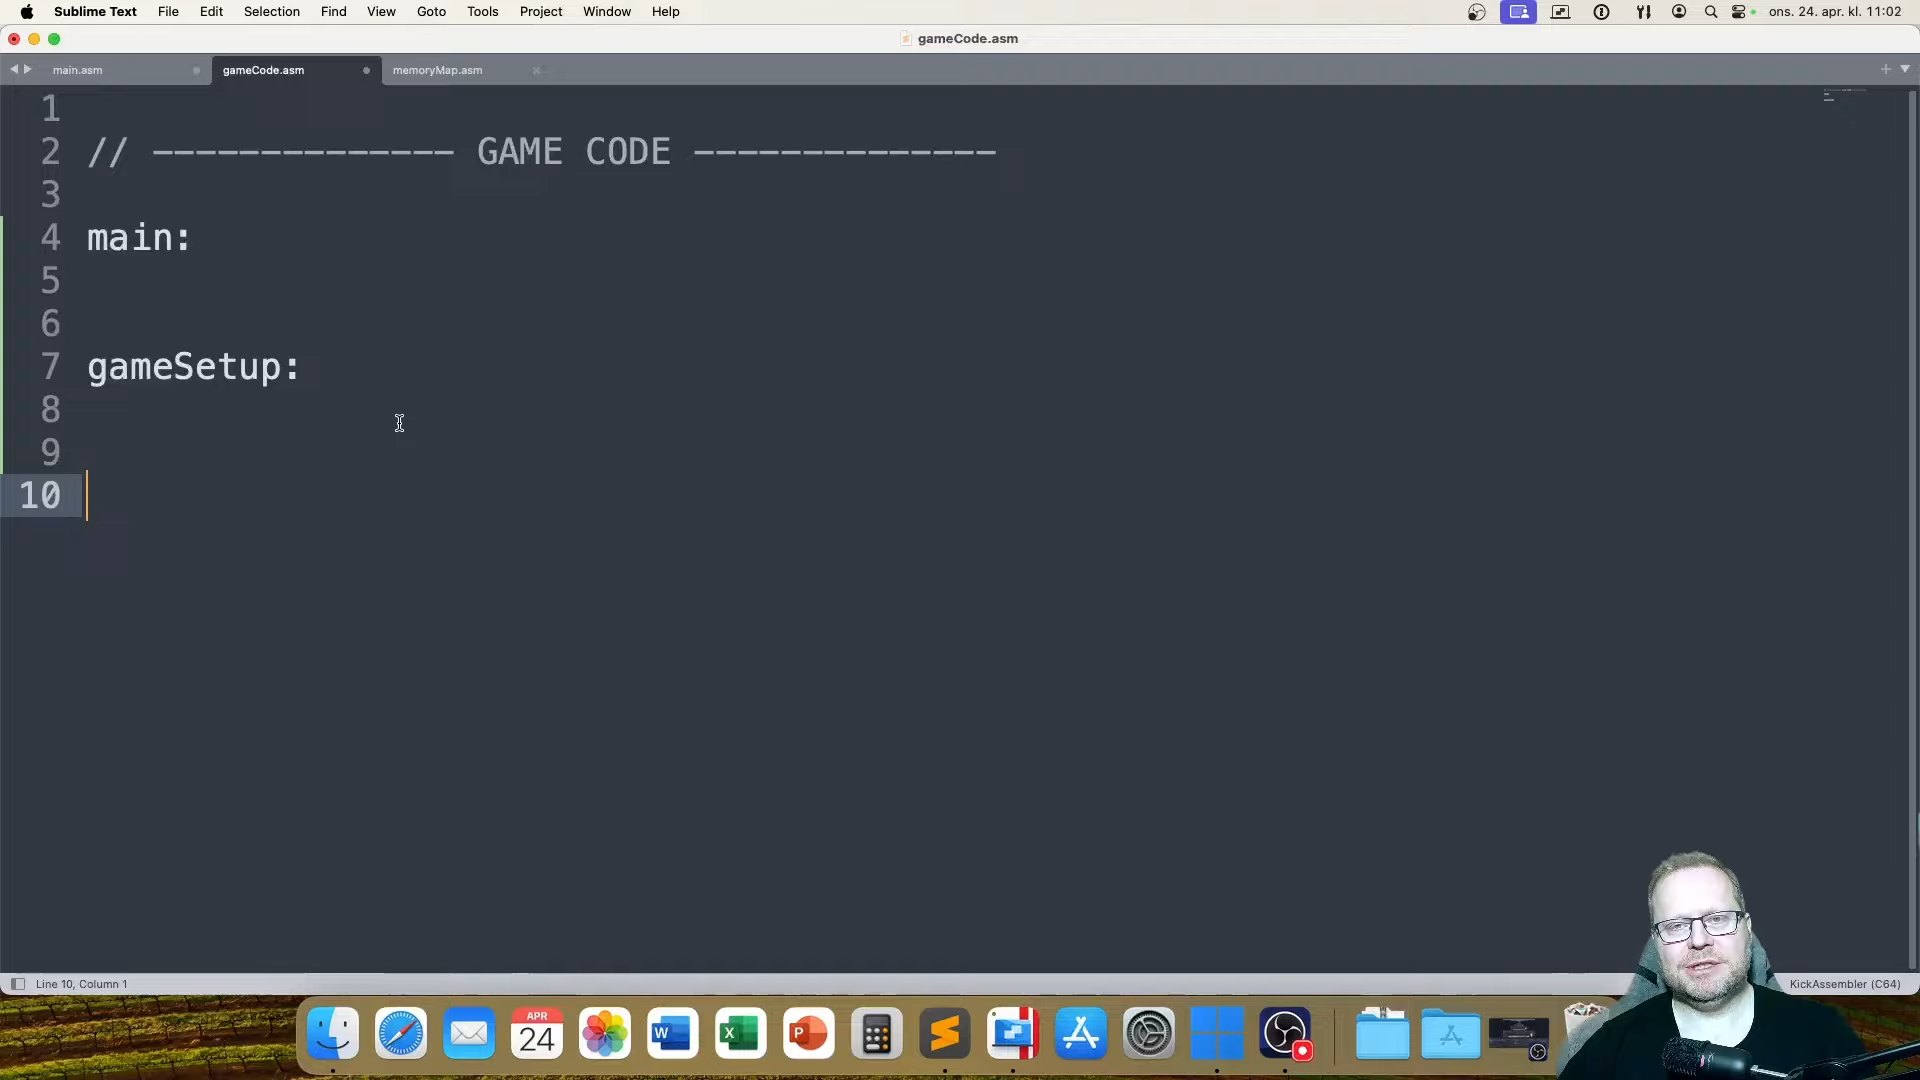 Sublime Text File Edit Selection Find View Goto Tools Project Window Help ons. 24. apr. kl. 11:02
gameCode.asm
main.asm gameCode.asm memoryMap.asm
1
2 // -------------- GAME CODE --------------
3
4 main:
5
6
7 gameSetup:
8
9
10
Line 10, Column 1 KickAssembler (C64)
APR
24
W
X
P